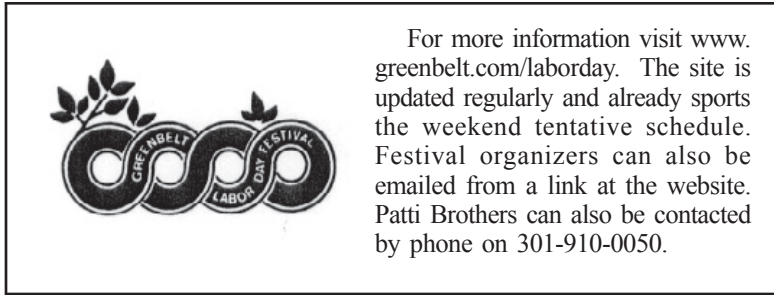 GREENBELT
LABOR DAY FESTIVAL
For more information visit www.
greenbelt.com/laborday. The site is
updated regularly and already sports
the weekend tentative schedule.
Festival organizers can also be
emailed from a link at the website.
Patti Brothers can also be contacted
by phone on 301-910-0050.